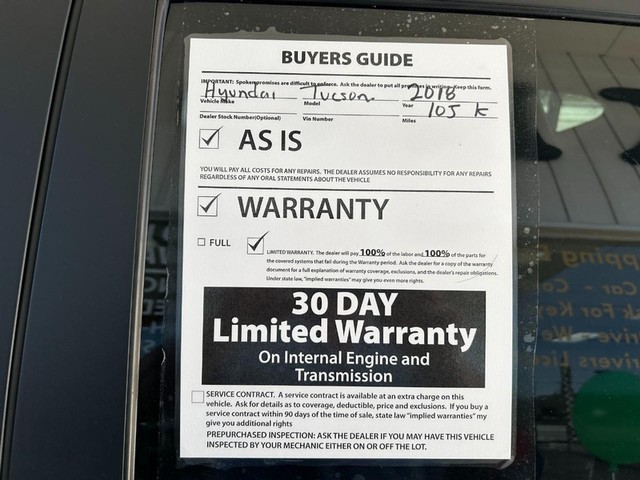 BUYERS GUIDE
IMPORTANT: Spoken promises are difficult to enforce. Ask the dealer to put all promises in writing. Keep this form.
Hyundai Tucson 2018
Vehicle Make Model Year
105 K
Dealer Stock Number(Optional) Vin Number Miles
AS IS
YOU WILL PAY ALL COSTS FOR ANY REPAIRS. THE DEALER ASSUMES NO RESPONSIBILITY FOR ANY REPAIRS
REGARDLESS OF ANY ORAL STATEMENTS ABOUT THE VEHICLE
WARRANTY
FULL
LIMITED WARRANTY. The dealer will pay 100% of the labor and 100% of the parts for
the covered systems that fail during the Warranty period. Ask the dealer for a copy of the warranty
document for a full explanation of warranty coverage, exclusions, and the dealer's repair obligations.
Under state law, "implied warranties" may give you even more rights.
30 DAY
Limited Warranty
On Internal Engine and
Transmission
SERVICE CONTRACT. A service contract is available at an extra charge on this
vehicle. Ask for details as to coverage, deductible, price and exclusions. If you buy a
service contract within 90 days of the time of sale, state law "implied warranties" my
give you additional rights
PREPURCHASED INSPECTION: ASK THE DEALER IF YOU MAY HAVE THIS VEHICLE
INSPECTED BY YOUR MECHANIC EITHER ON OR OFF THE LOT.